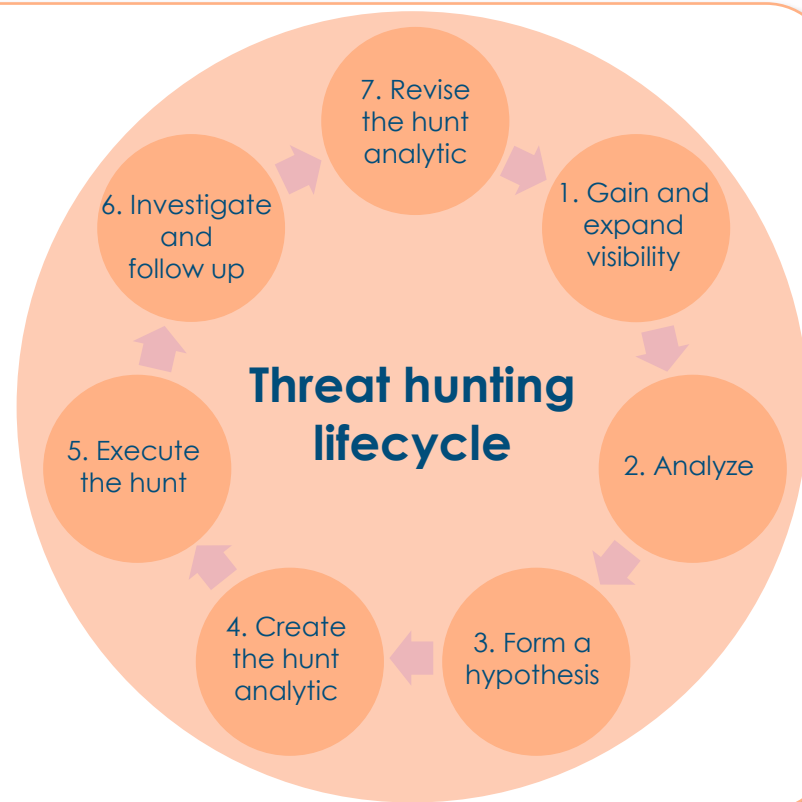 Threat hunting
lifecycle
1. Gain and
expand
visibility
2. Analyze
3. Form a
hypothesis
4. Create
the hunt
analytic
5. Execute
the hunt
6. Investigate
and
follow up
7. Revise
the hunt
analytic